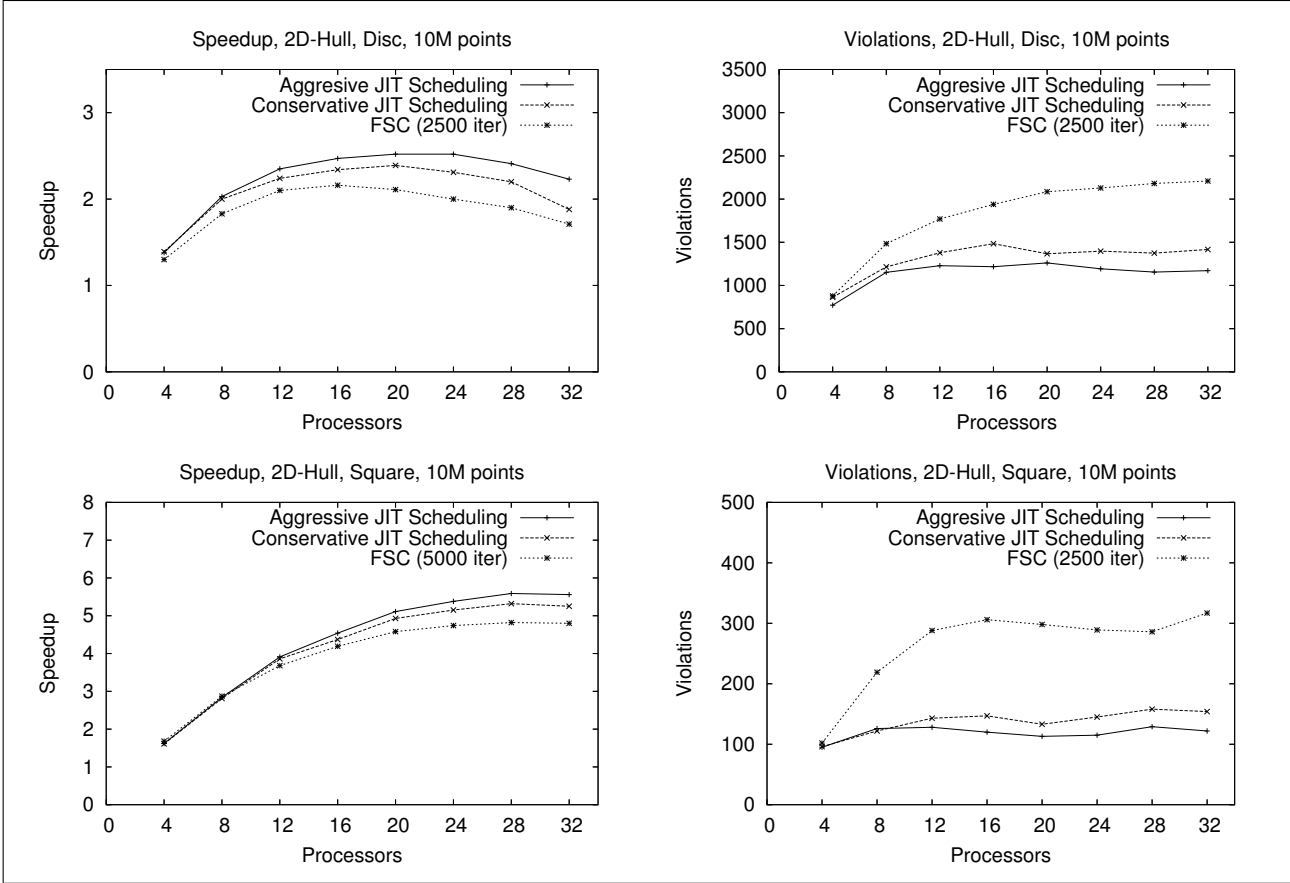 Speedup, 2D-Hull, Disc, 10M points
3
2
1
0
Speedup
Aggresive JIT Scheduling
Conservative JIT Scheduling
FSC (2500 iter)
0 4 8 12 16 20 24 28 32
Processors
Violations, 2D-Hull, Disc, 10M points
3500
3000
2500
2000
1500
1000
500
0
Violations
Aggresive JIT Scheduling
Conservative JIT Scheduling
FSC (2500 iter)
0 4 8 12 16 20 24 28 32
Processors
Speedup, 2D-Hull, Square, 10M points
8
7
6
5
4
3
2
1
0
Speedup
Aggressive JIT Scheduling
Conservative JIT Scheduling
FSC (5000 iter)
0 4 8 12 16 20 24 28 32
Processors
Violations, 2D-Hull, Square, 10M points
500
400
300
200
100
0
Violations
Aggresive JIT Scheduling
Conservative JIT Scheduling
FSC (2500 iter)
0 4 8 12 16 20 24 28 32
Processors